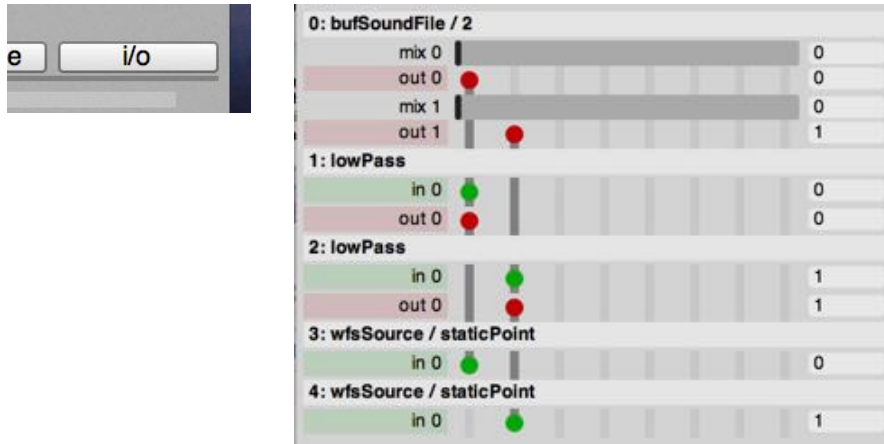 e i/o
0: bufSoundFile / 2
mix 0 0
out 0 0
mix 1 0
out 1 1
1: lowPass
in 0 0
out 0 0
2: lowPass
in 0 1
out 0 1
3: wfsSource / staticPoint
in 0 0
4: wfsSource / staticPoint
in 0 1